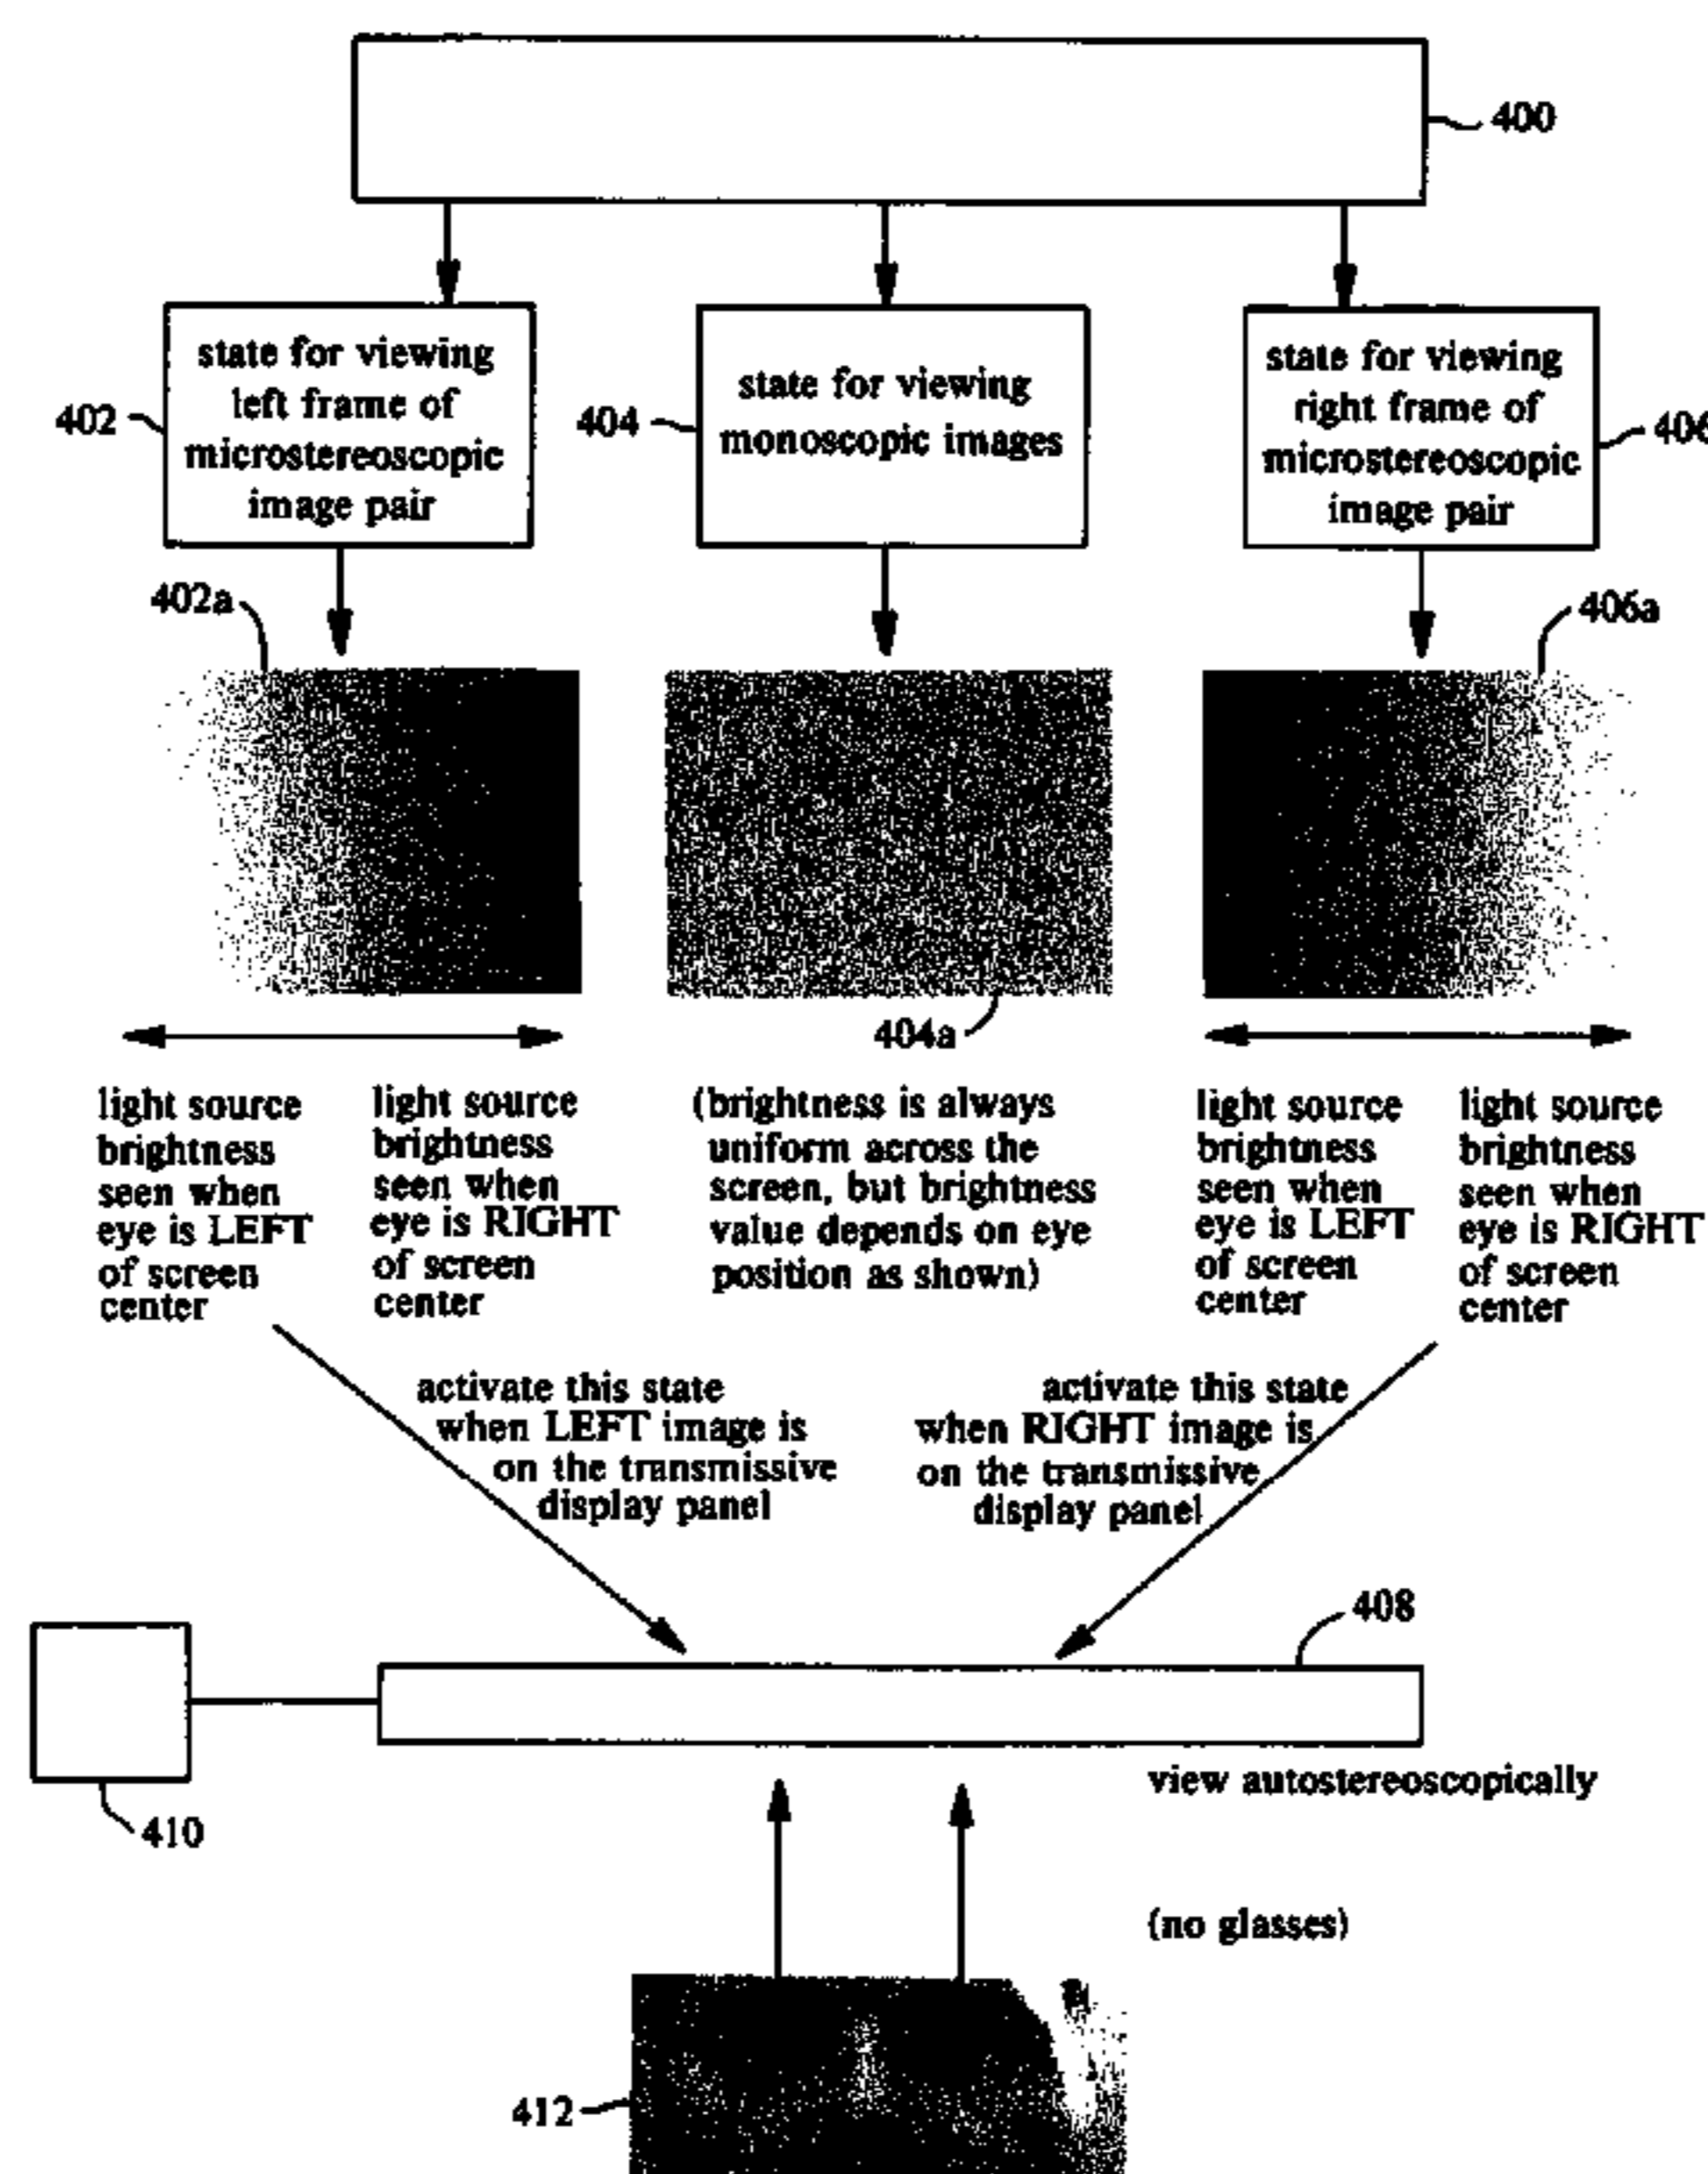 400
state for viewing
left frame of
microstereoscopic
image pair
402
state for viewing
monoscopic images
404
state for viewing
right frame of
microstereoscopic
image pair
406
402a
406a
404a
light source
brightness
seen when
eye is LEFT
of screen
center
light source
brightness
seen when
eye is RIGHT
of screen
center
(brightness is always
uniform across the
screen, but brightness
value depends on eye
position as shown)
light source
brightness
seen when
eye is LEFT
of screen
center
light source
brightness
seen when
eye is RIGHT
of screen
center
activate this state
when LEFT image is
on the transmissive
display panel
activate this state
when RIGHT image is
on the transmissive
display panel
408
410
view autostereoscopically
(no glasses)
412